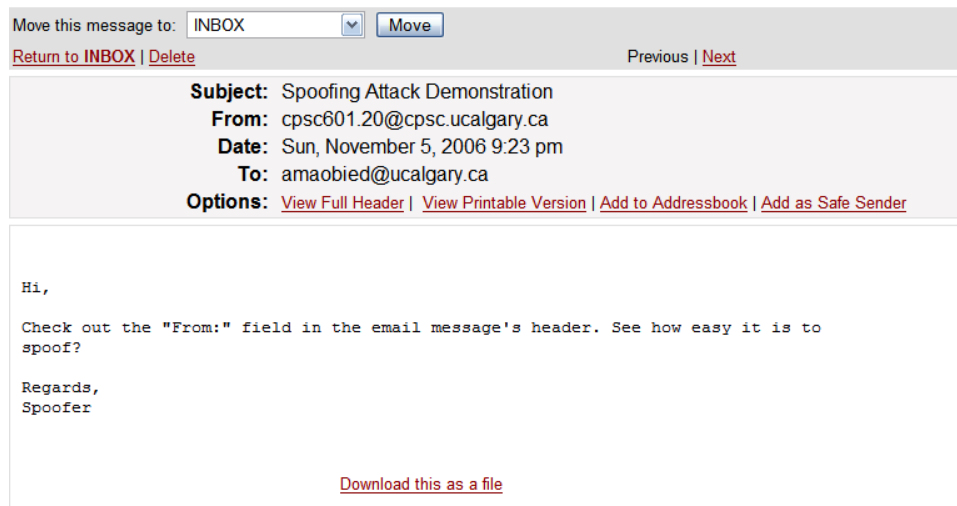 Move this message to: INBOX Move
Return to INBOX | Delete Previous | Next
Subject: Spoofing Attack Demonstration
From: cpsc601.20@cpsc.ucalgary.ca
Date: Sun, November 5, 2006 9:23 pm
To: amaobied@ucalgary.ca
Options: View Full Header | View Printable Version | Add to Addressbook | Add as Safe Sender
Hi,
Check out the "From:" field in the email message's header. See how easy it is to
spoof?
Regards,
Spoofer
Download this as a file